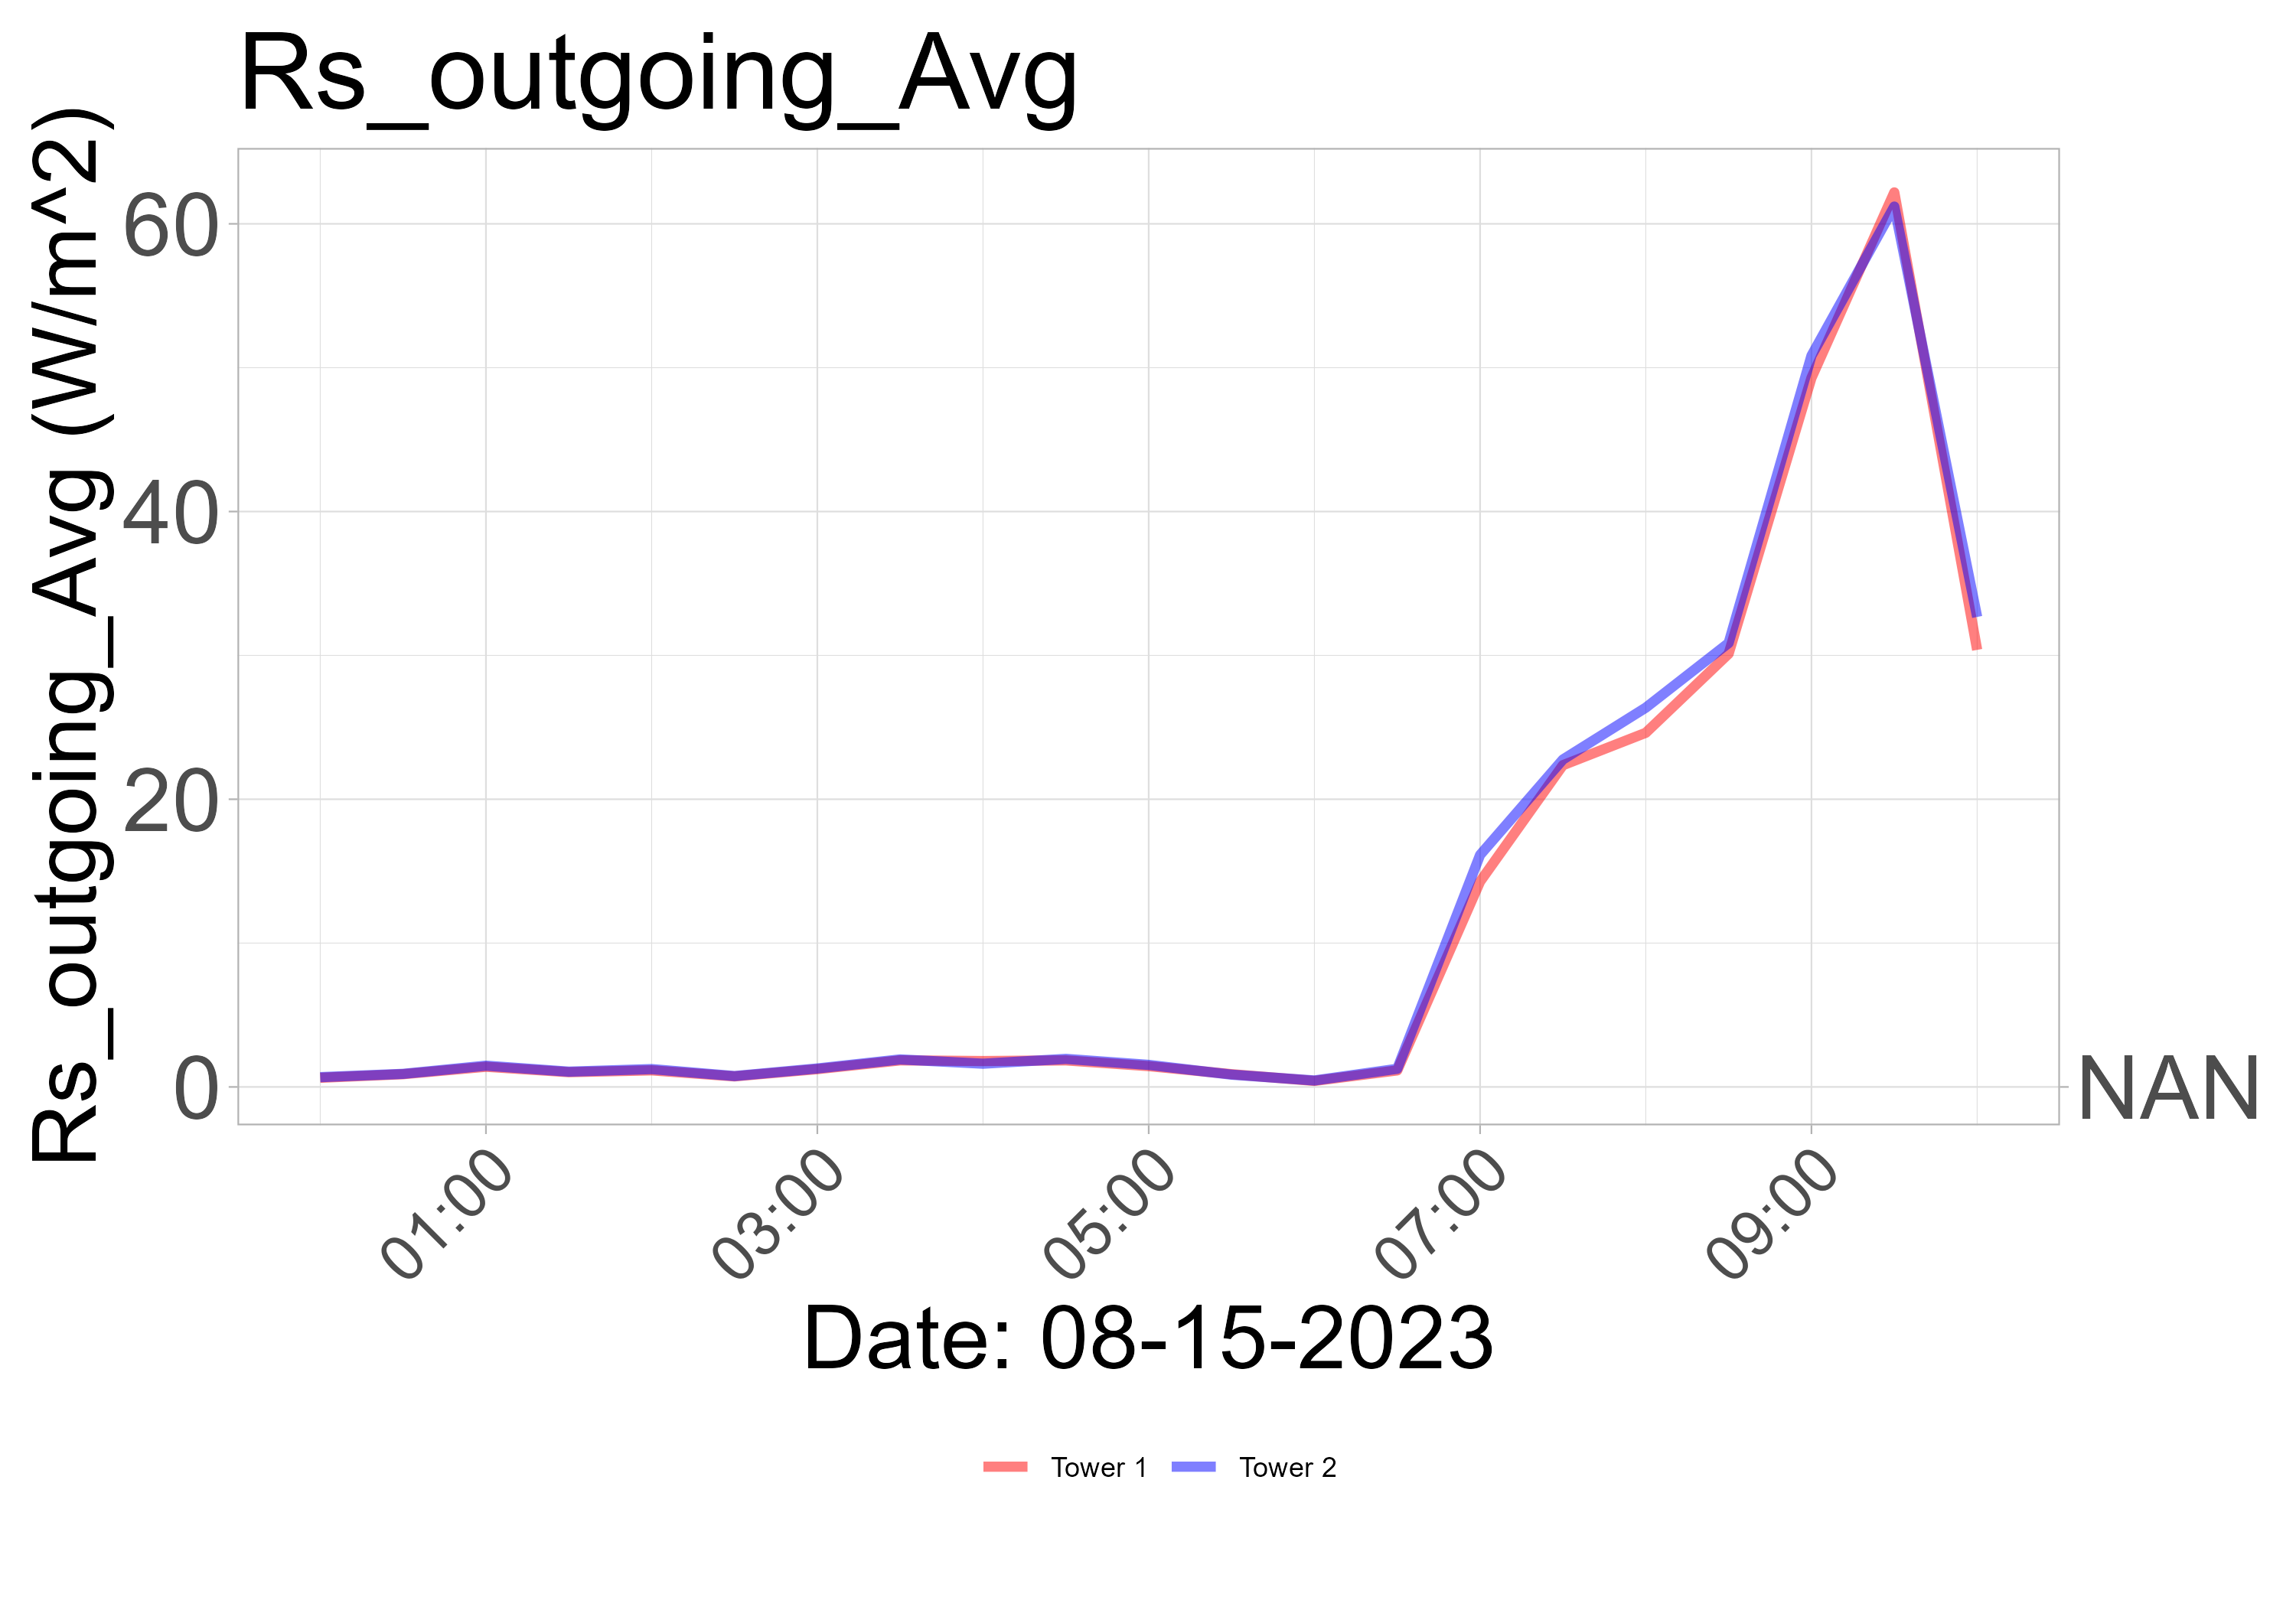 Rs_outgoing_Avg
Rs_outgoing_Avg (W//m^2)
60
40
20
0
NAN
01:00
03:00
05:00
07:00
09:00
Date: 08-15-2023
Tower 1
Tower 2